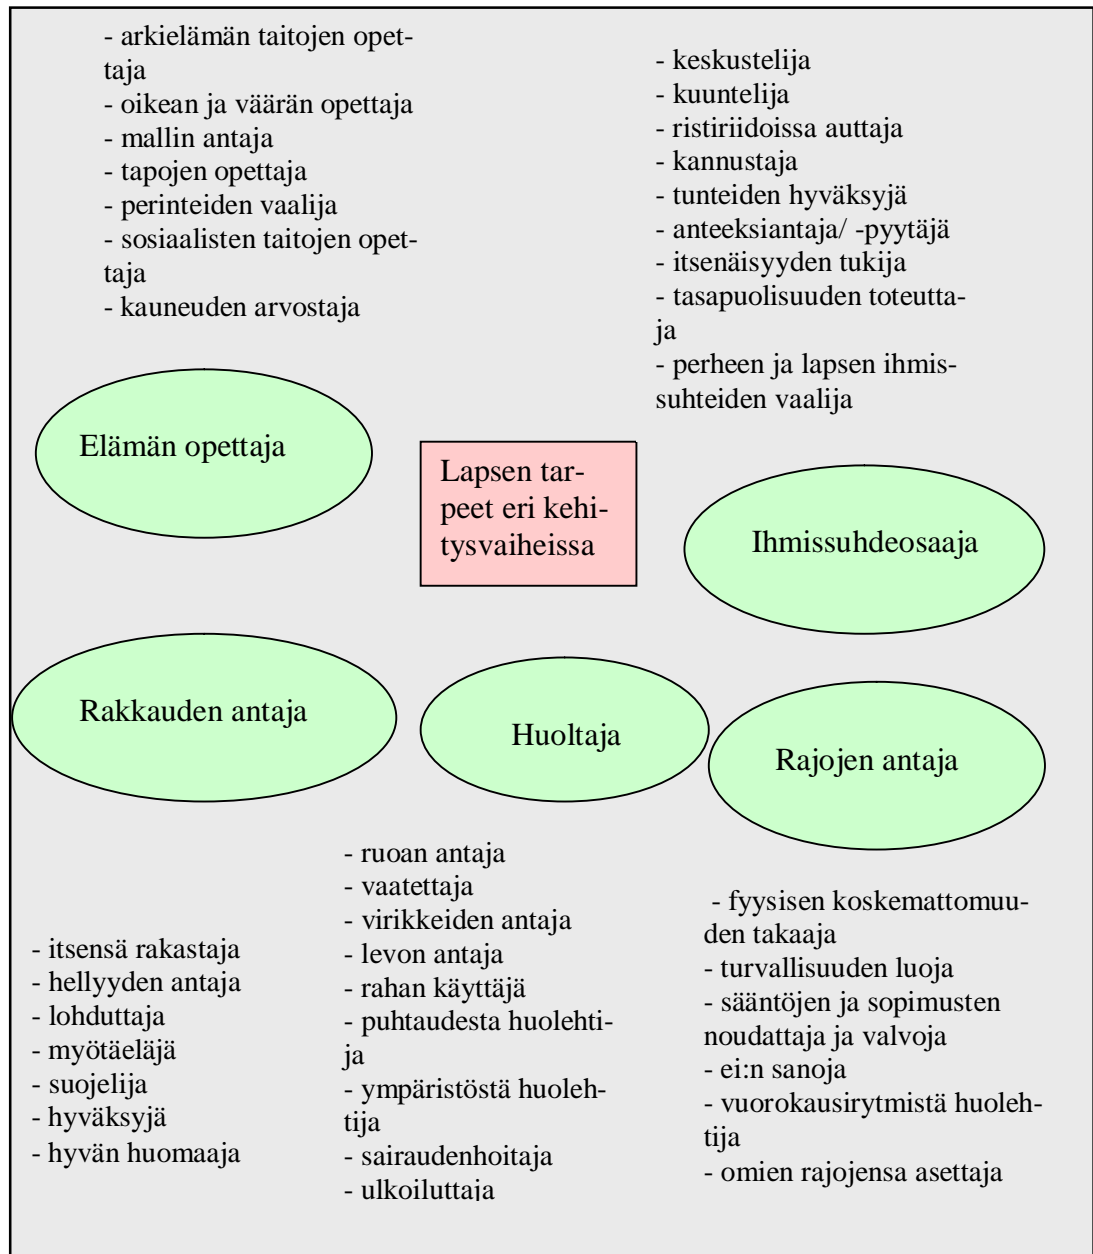 - arkielämän taitojen opet-
taja
- oikean ja väärän opettaja
- mallin antaja
- tapojen opettaja
- perinteiden vaalija
- sosiaalisten taitojen opet-
taja
- kauneuden arvostaja
- keskustelija
- kuuntelija
- ristiriidoissa auttaja
- kannustaja
- tunteiden hyväksyjä
- anteeksiantaja/ -pyytäjä
- itsenäisyyden tukija
- tasapuolisuuden toteutta-
ja
- perheen ja lapsen ihmis-
suhteiden vaalija
Elämän opettaja
Lapsen tar-
peet eri kehi-
tysvaiheissa
Ihmissuhdeosaaja
Rakkauden antaja
Huoltaja
Rajojen antaja
- itsensä rakastaja
- hellyyden antaja
- lohduttaja
- myötäeläjä
- suojelija
- hyväksyjä
- hyvän huomaaja
- ruoan antaja
- vaatettaja
- virikkeiden antaja
- levon antaja
- rahan käyttäjä
- puhtaudesta huolehti-
ja
- ympäristöstä huoleh-
tija
- sairaudenhoitaja
- ulkoiluttaja
- fyysisen koskemattomuu-
den takaaja
- turvallisuuden luoja
- sääntöjen ja sopimusten
noudattaja ja valvoja
- ei:n sanoja
- vuorokausirytmistä huoleh-
tija
- omien rajojensa asettaja